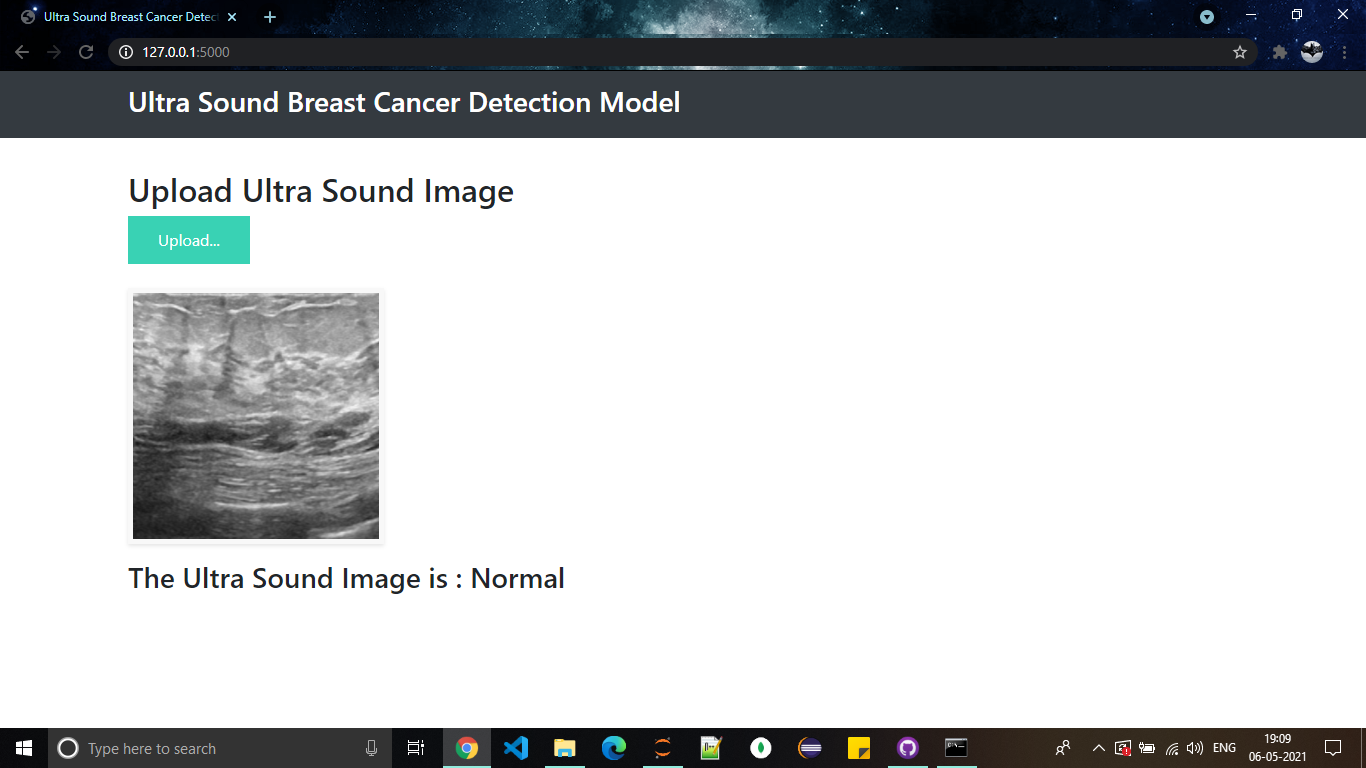 Ultra Sound Breast Cancer Detec
127.0.0.1:5000
Ultra Sound Breast Cancer Detection Model
Upload Ultra Sound Image
Upload...
The Ultra Sound Image is : Normal
Type here to search
ENG
19:09
06-05-2021